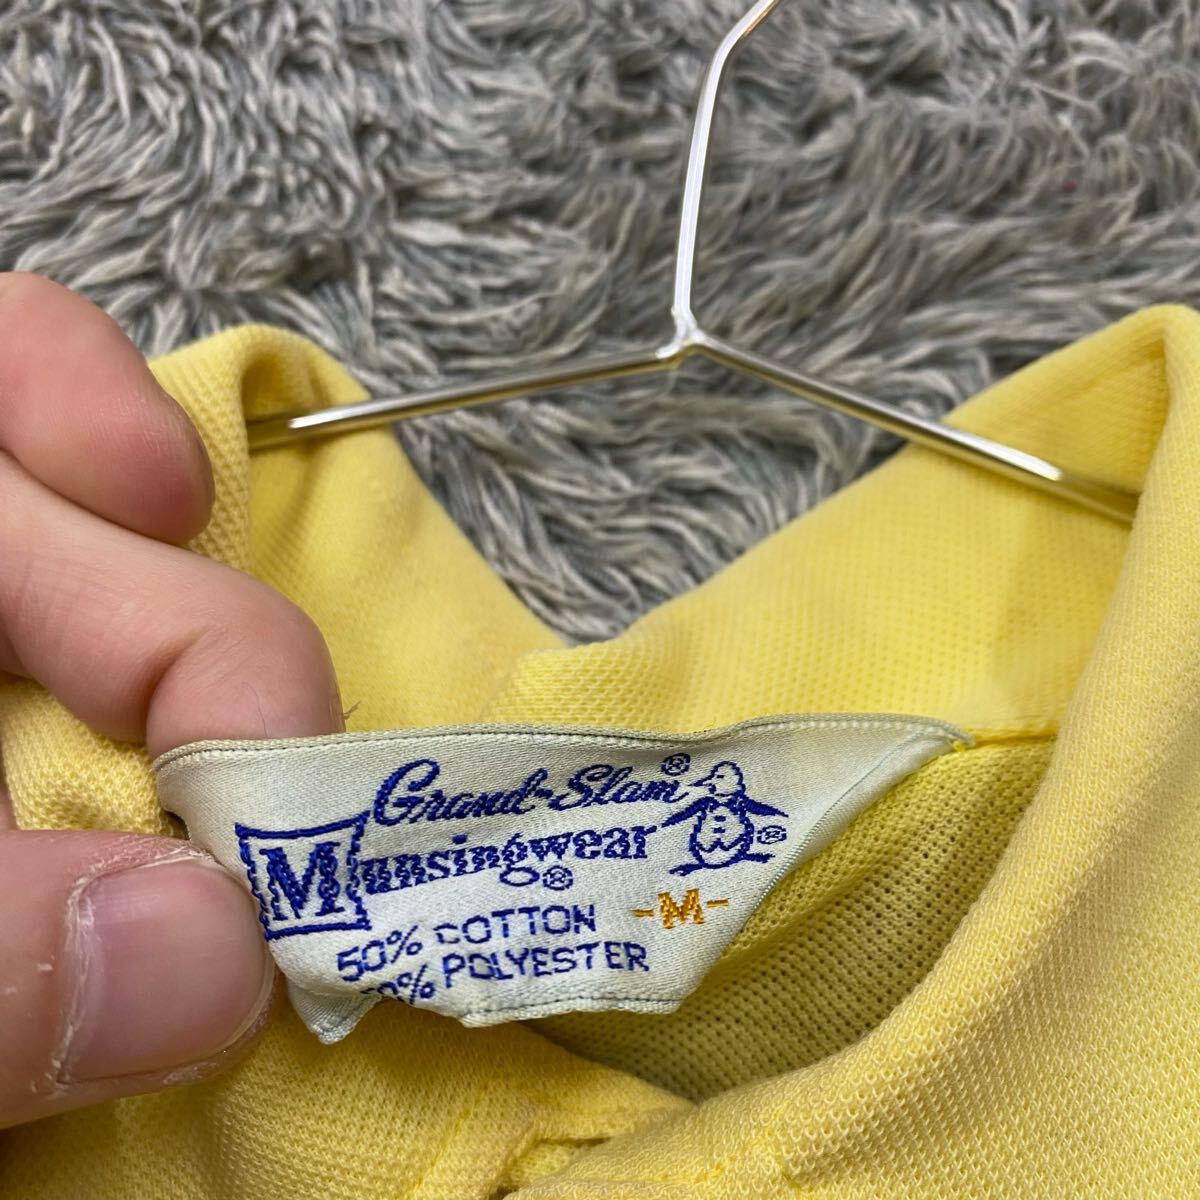 Grand-Slam®
Munsingwear
®
®
M
-M-
50% COTTON
% POLYESTER